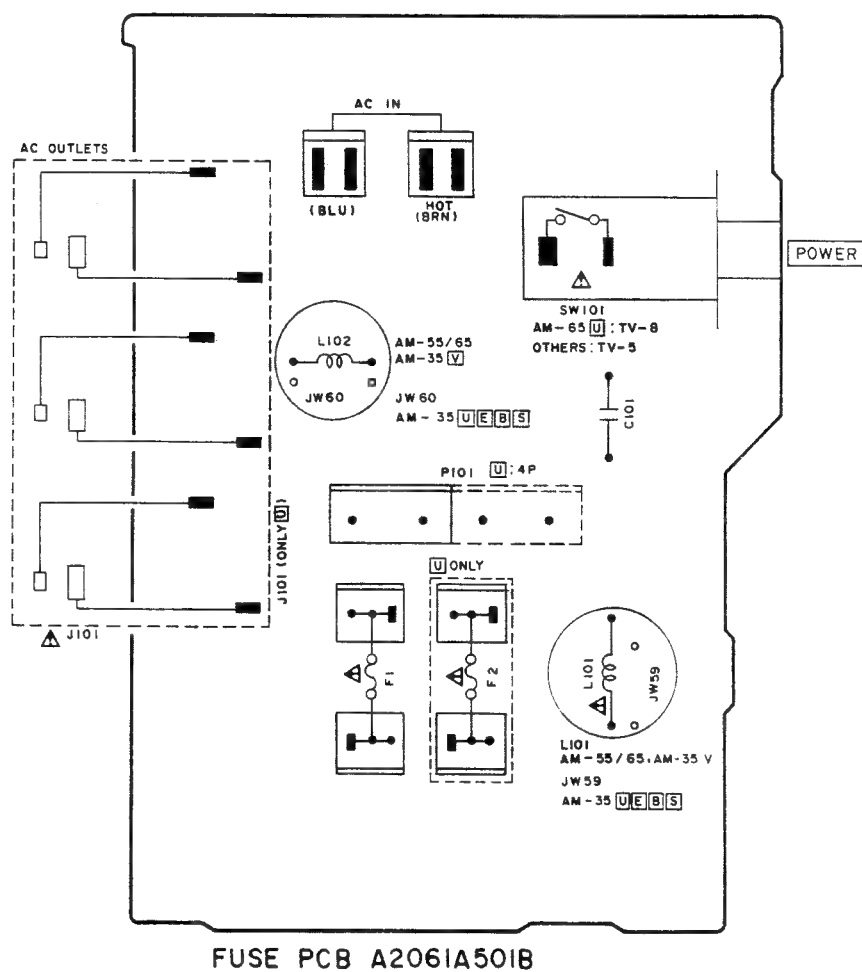 AC IN
AC OUTLETS
(BLU)
HOT
(BRN)
POWER
SW101
AM-65 U : TV-8
OTHERS : TV-5
L102
JW60
AM-55/65
AM-35 V
JW60
AM-35 U E B S
C101
P101 U : 4P
J101 (ONLY U)
U ONLY
J101
F1
F2
L101
JW59
L101
AM-55/65, AM-35 V
JW59
AM-35 U E B S
FUSE PCB A2061A501B